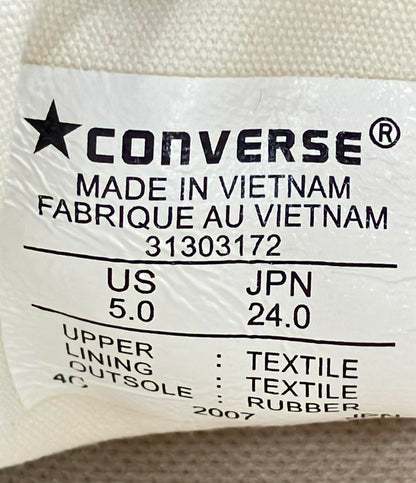 ★CONVERSE®
MADE IN VIETNAM
FABRIQUE AU VIETNAM
31303172
US JPN
5.0 24.0
UPPER : TEXTILE
LINING : TEXTILE
OUTSOLE : RUBBER
2007 JPN